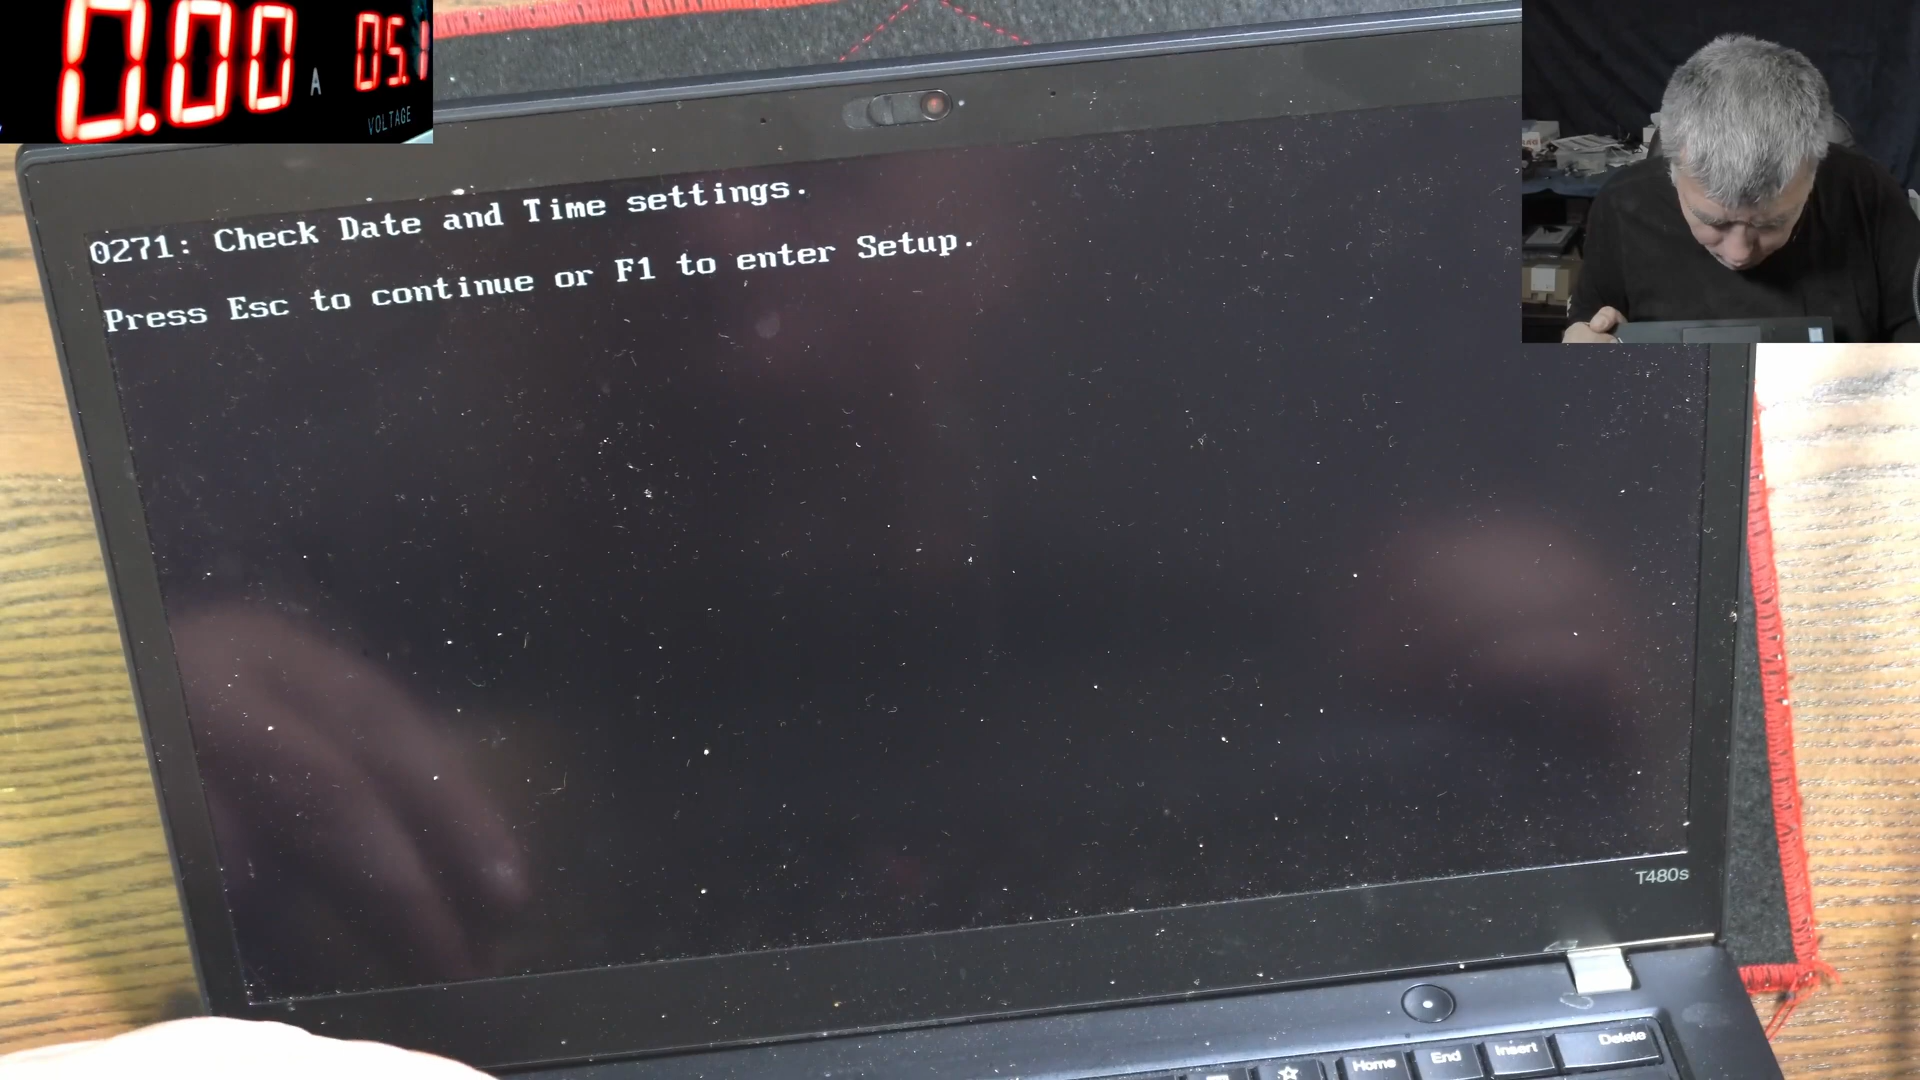 0.00 A 05.1
VOLTAGE
0271: Check Date and Time settings.
Press Esc to continue or F1 to enter Setup.
T480s
Home End Insert Delete